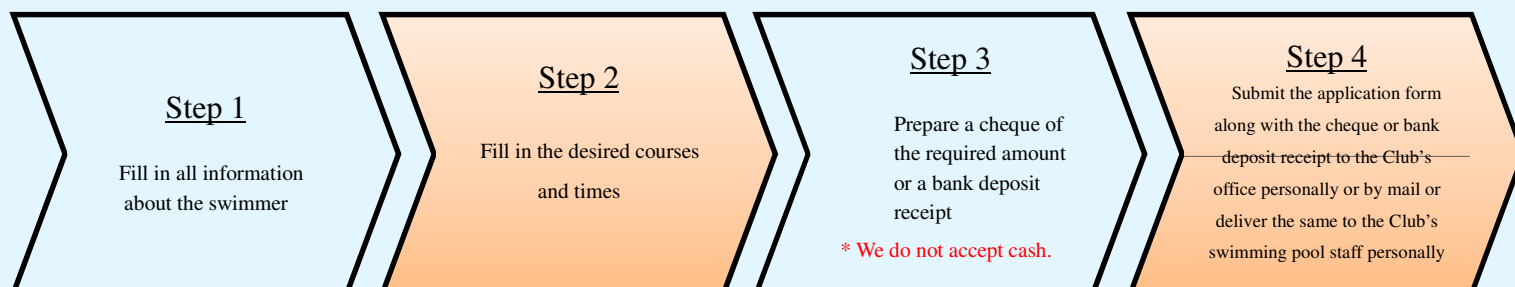 Step 1
Fill in all information
about the swimmer
Step 2
Fill in the desired courses
and times
Step 3
Prepare a cheque of
the required amount
or a bank deposit
receipt
* We do not accept cash.
Step 4
Submit the application form
along with the cheque or bank
deposit receipt to the Club’s
office personally or by mail or
deliver the same to the Club’s
swimming pool staff personally